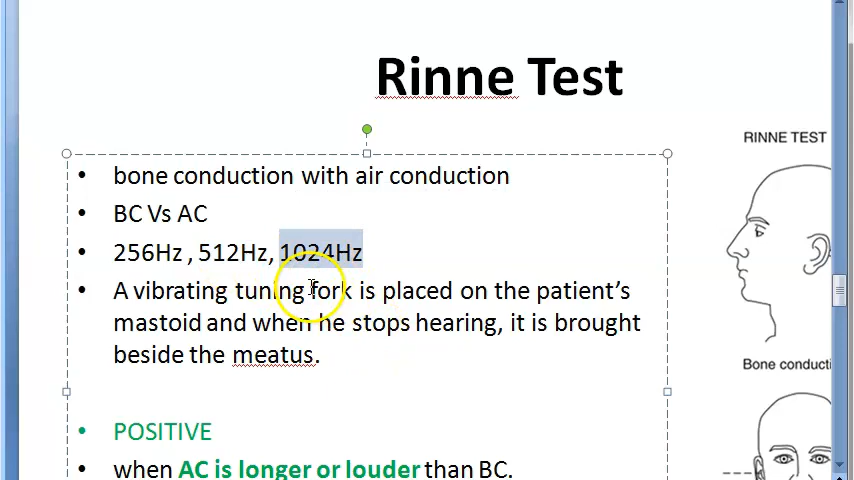 Rinne Test
RINNE TEST
• bone conduction with air conduction
• BC Vs AC
• 256Hz , 512Hz, 1024Hz
• A vibrating tuning fork is placed on the patient’s
mastoid and when he stops hearing, it is brought
beside the meatus.
Bone conducti
• POSITIVE
• when AC is longer or louder than BC.